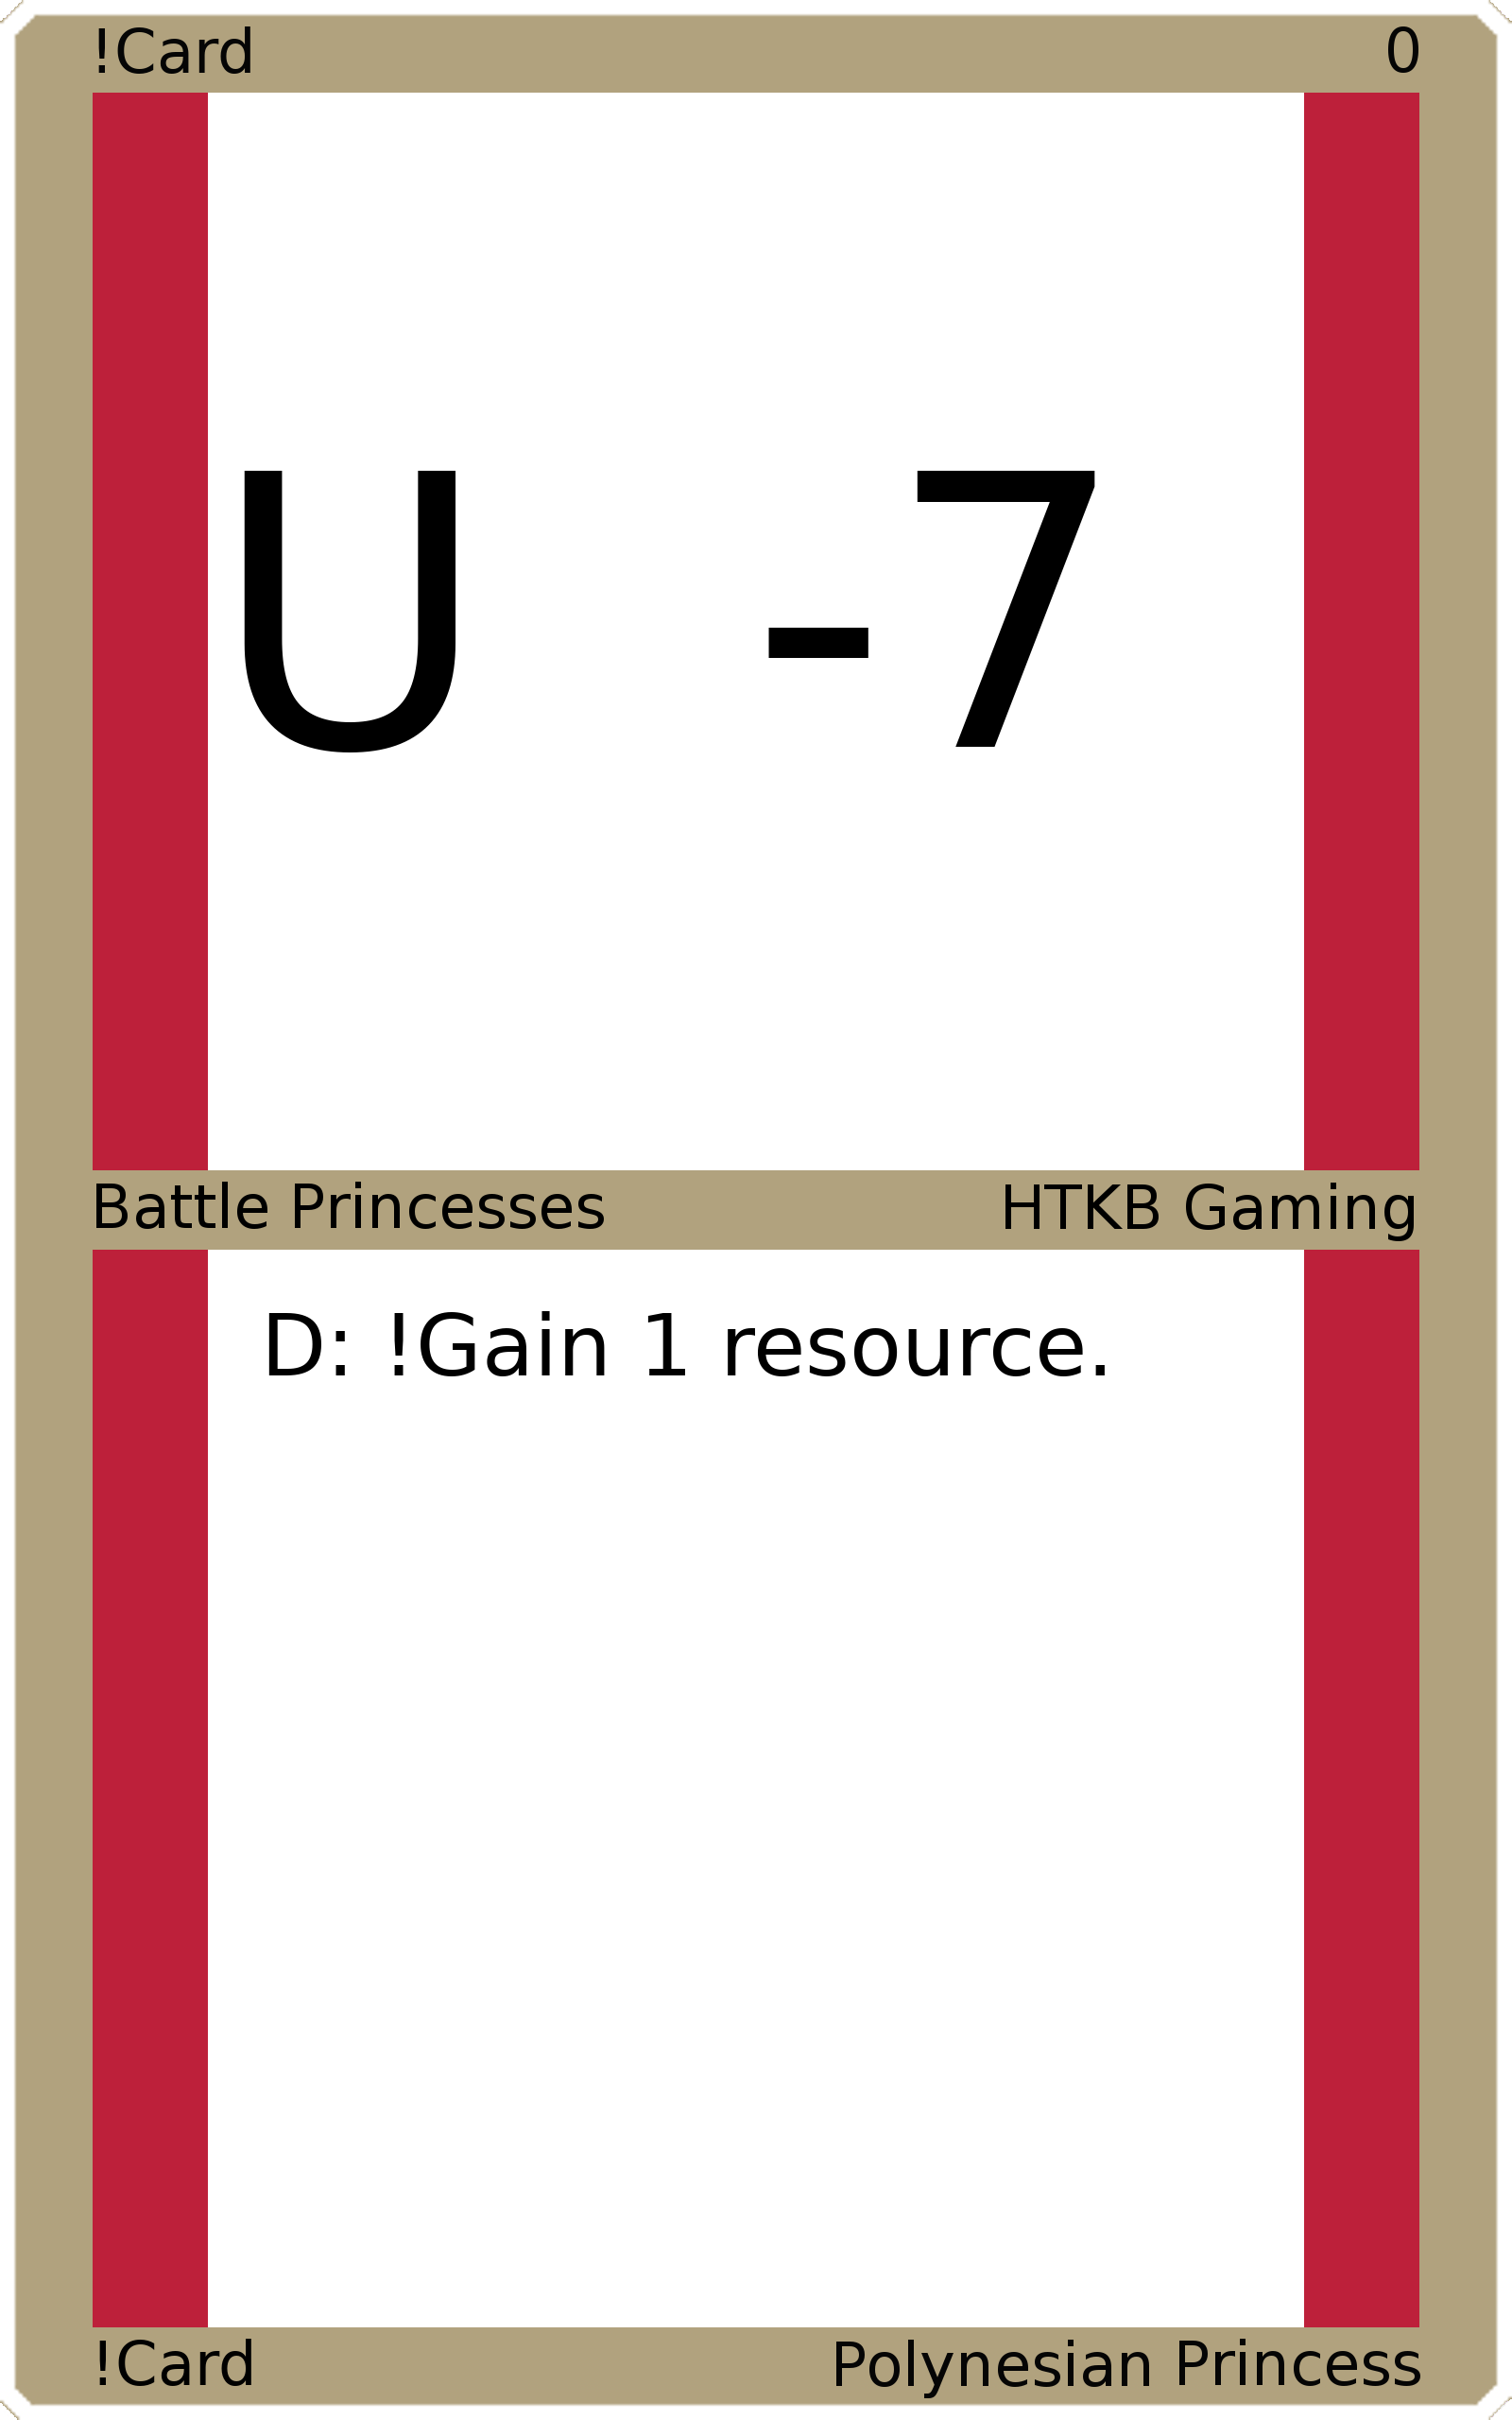 !Card 0
U -7
Battle Princesses HTKB Gaming
D: !Gain 1 resource.
!Card Polynesian Princess